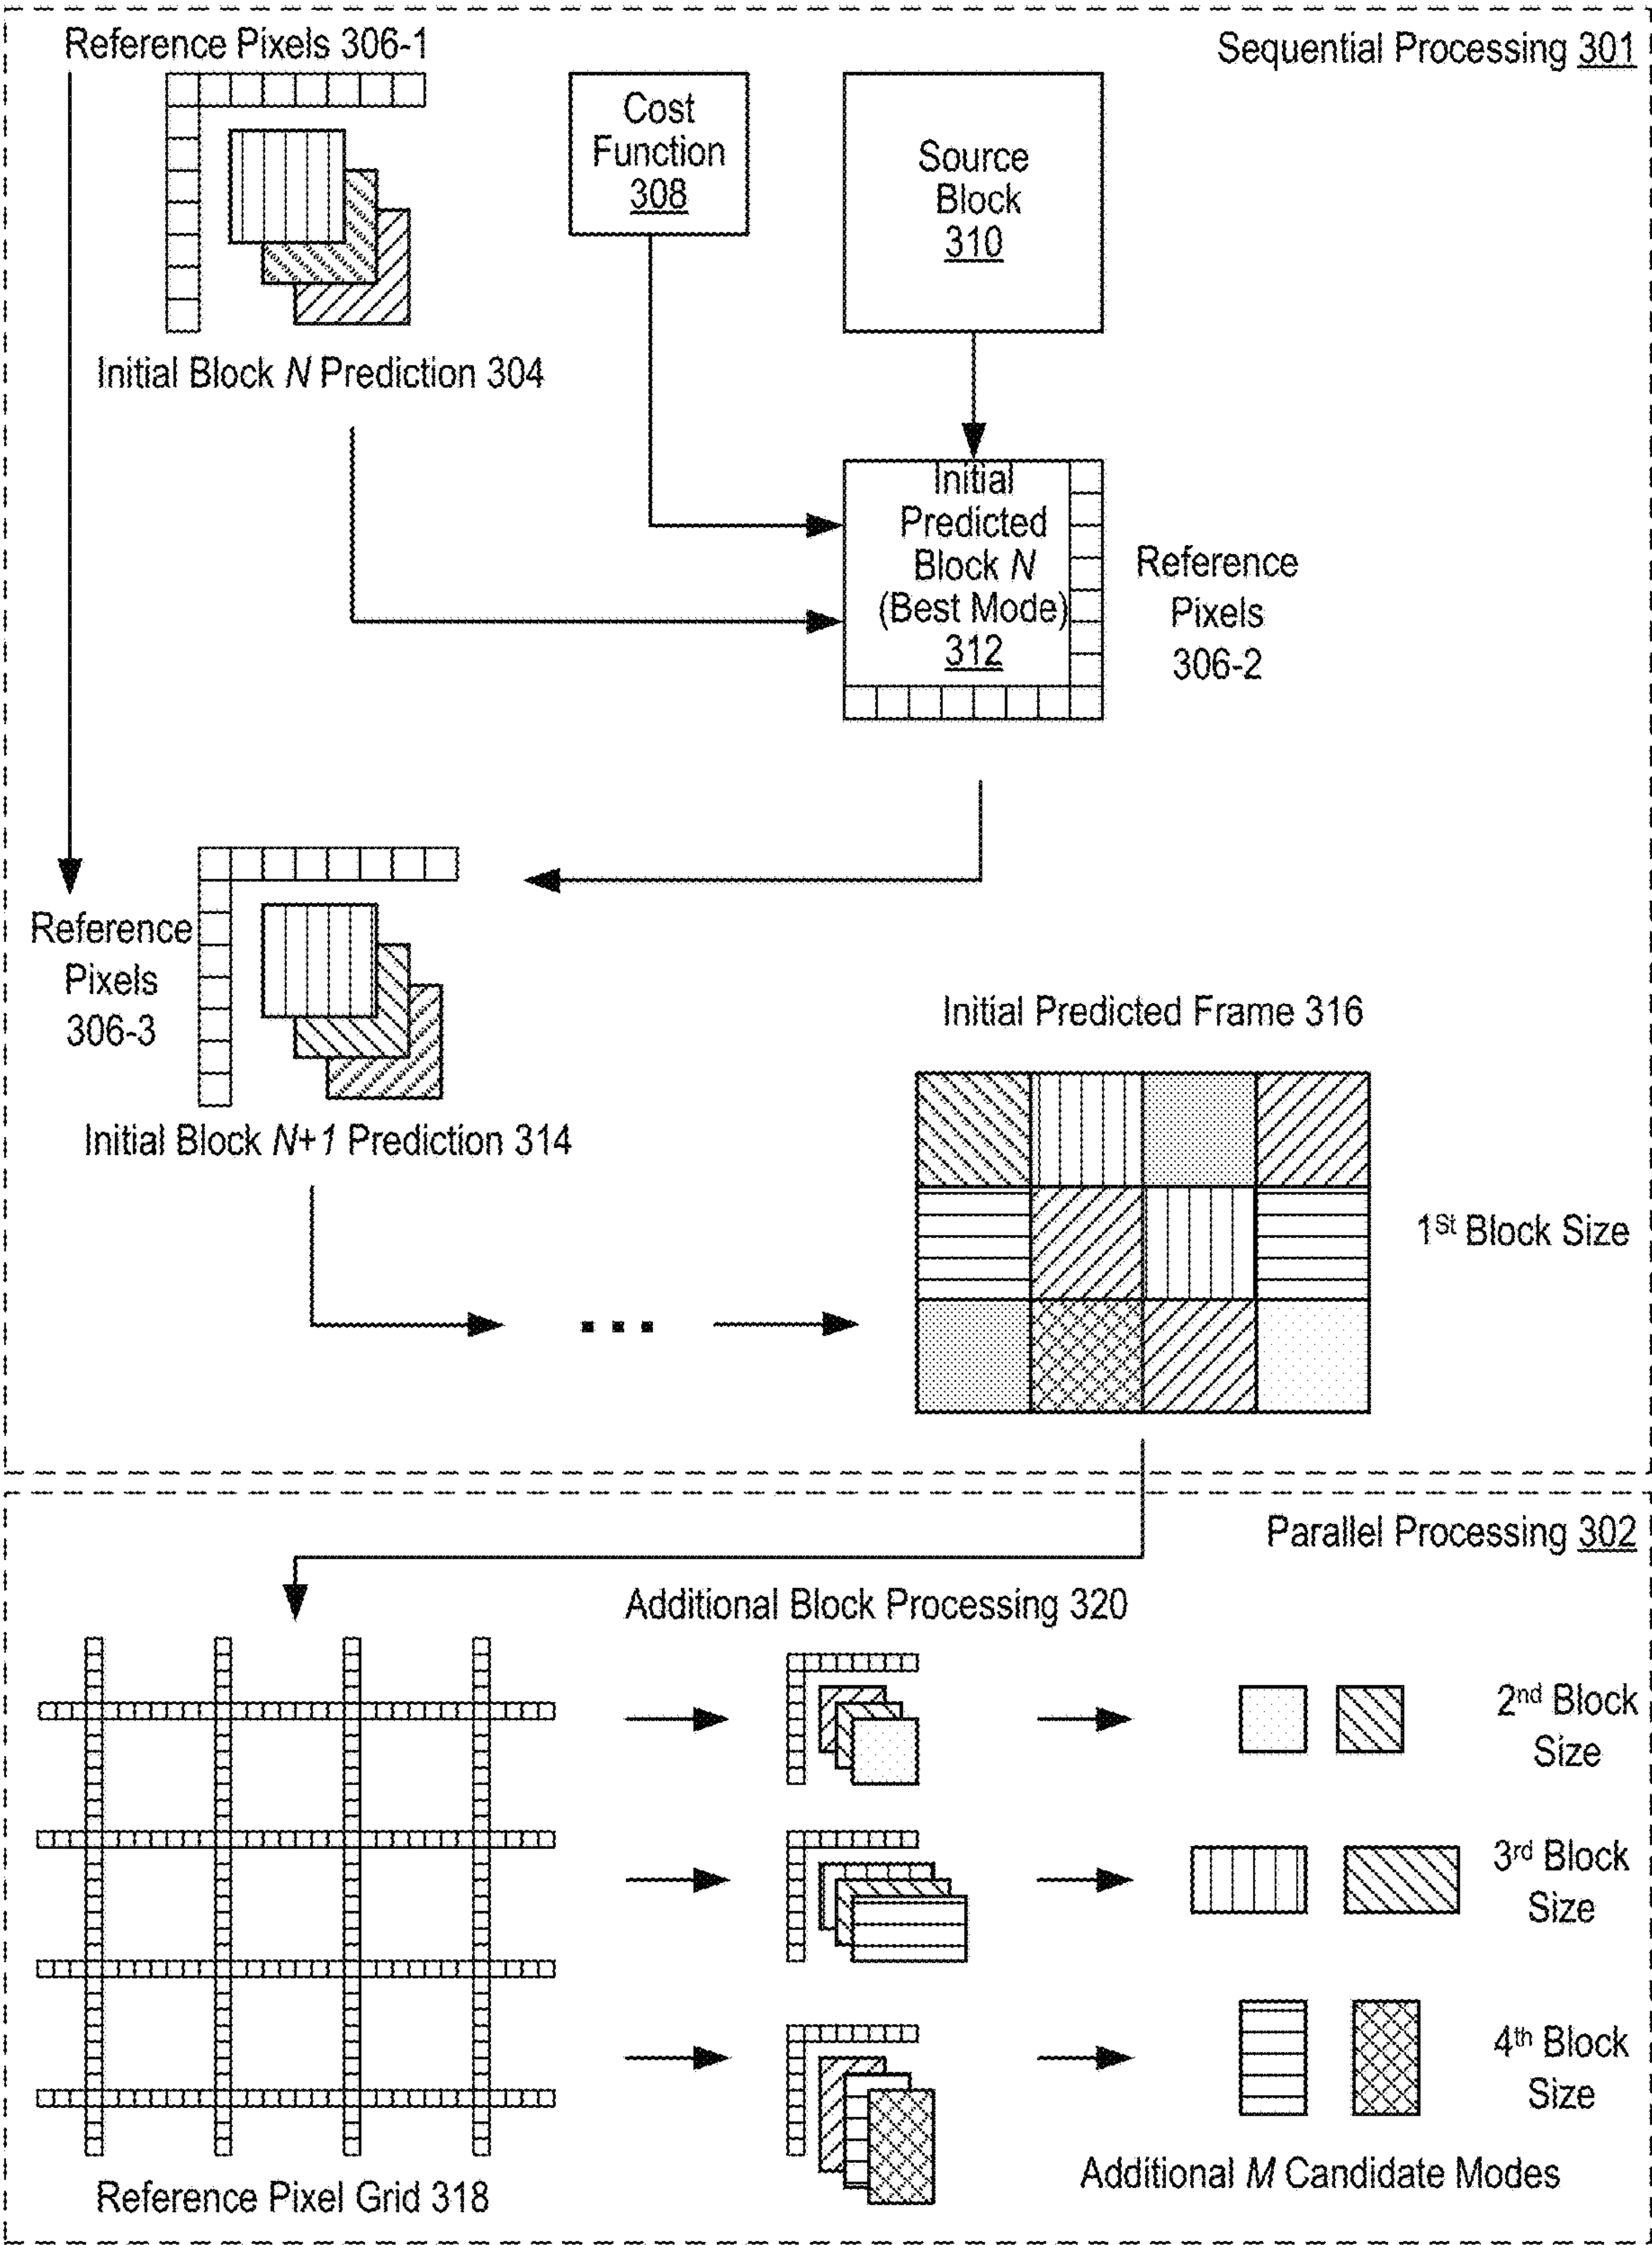 Reference Pixels 306-1
Sequential Processing 301
Cost
Function
308
Source
Block
310
Initial Block N Prediction 304
Initial
Predicted
Block N
(Best Mode)
312
Reference
Pixels
306-2
Reference
Pixels
306-3
Initial Block N+1 Prediction 314
Initial Predicted Frame 316
1St Block Size
...
Parallel Processing 302
Additional Block Processing 320
2nd Block
Size
3rd Block
Size
4th Block
Size
Reference Pixel Grid 318
Additional M Candidate Modes